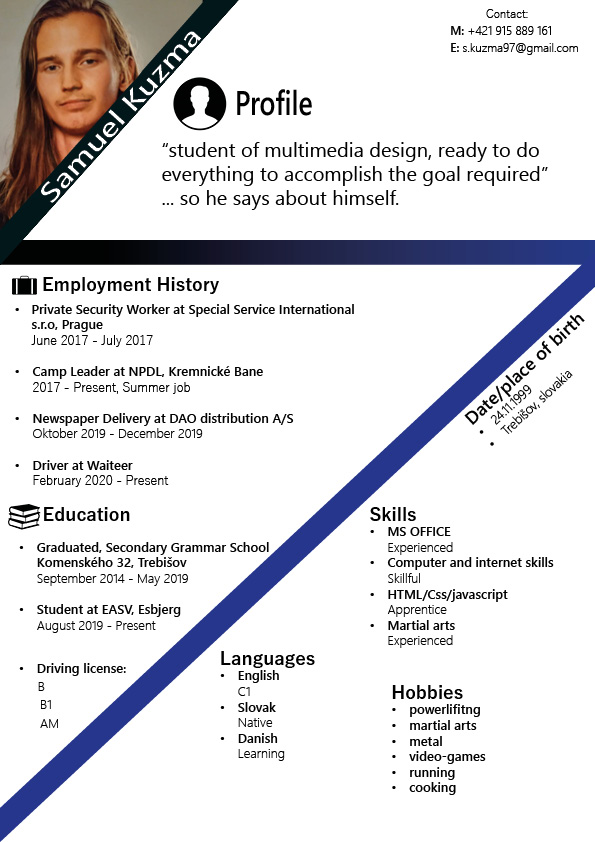 Contact:
M: +421 915 889 161
E: s.kuzma97@gmail.com
Samuel Kuzma
Profile
“student of multimedia design, ready to do
everything to accomplish the goal required”
... so he says about himself.
Employment History
• Private Security Worker at Special Service International
s.r.o, Prague
June 2017 - July 2017
• Camp Leader at NPDL, Kremnické Bane
2017 - Present, Summer job
• Newspaper Delivery at DAO distribution A/S
Oktober 2019 - December 2019
• Driver at Waiteer
February 2020 - Present
Date/place of birth
• 24.11.1999
• Trebišov, slovakia
Education
• Graduated, Secondary Grammar School
Komenského 32, Trebišov
September 2014 - May 2019
• Student at EASV, Esbjerg
August 2019 - Present
• Driving license:
B
B1
AM
Skills
• MS OFFICE
Experienced
• Computer and internet skills
Skillful
• HTML/Css/javascript
Apprentice
• Martial arts
Experienced
Languages
• English
C1
• Slovak
Native
• Danish
Learning
Hobbies
• powerlifitng
• martial arts
• metal
• video-games
• running
• cooking